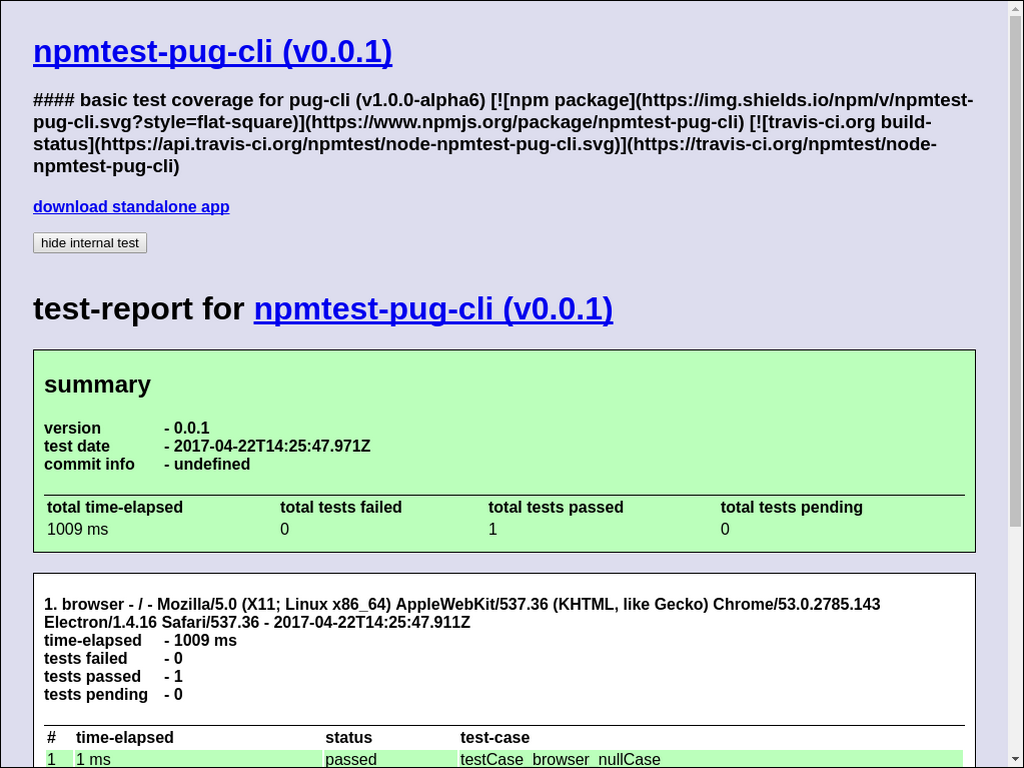 npmtest-pug-cli (v0.0.1)
#### basic test coverage for pug-cli (v1.0.0-alpha6) [![npm package](https://img.shields.io/npm/v/npmtest-
pug-cli.svg?style=flat-square)](https://www.npmjs.org/package/npmtest-pug-cli) [![travis-ci.org build-
status](https://api.travis-ci.org/npmtest/node-npmtest-pug-cli.svg)](https://travis-ci.org/npmtest/node-
npmtest-pug-cli)
download standalone app
hide internal test
test-report for npmtest-pug-cli (v0.0.1)
summary
version - 0.0.1
test date - 2017-04-22T14:25:47.971Z
commit info - undefined
total time-elapsed total tests failed total tests passed total tests pending
1009 ms 0 1 0
1. browser - / - Mozilla/5.0 (X11; Linux x86_64) AppleWebKit/537.36 (KHTML, like Gecko) Chrome/53.0.2785.143
Electron/1.4.16 Safari/537.36 - 2017-04-22T14:25:47.911Z
time-elapsed - 1009 ms
tests failed - 0
tests passed - 1
tests pending - 0
# time-elapsed status test-case
1 1 ms passed testCase_browser_nullCase